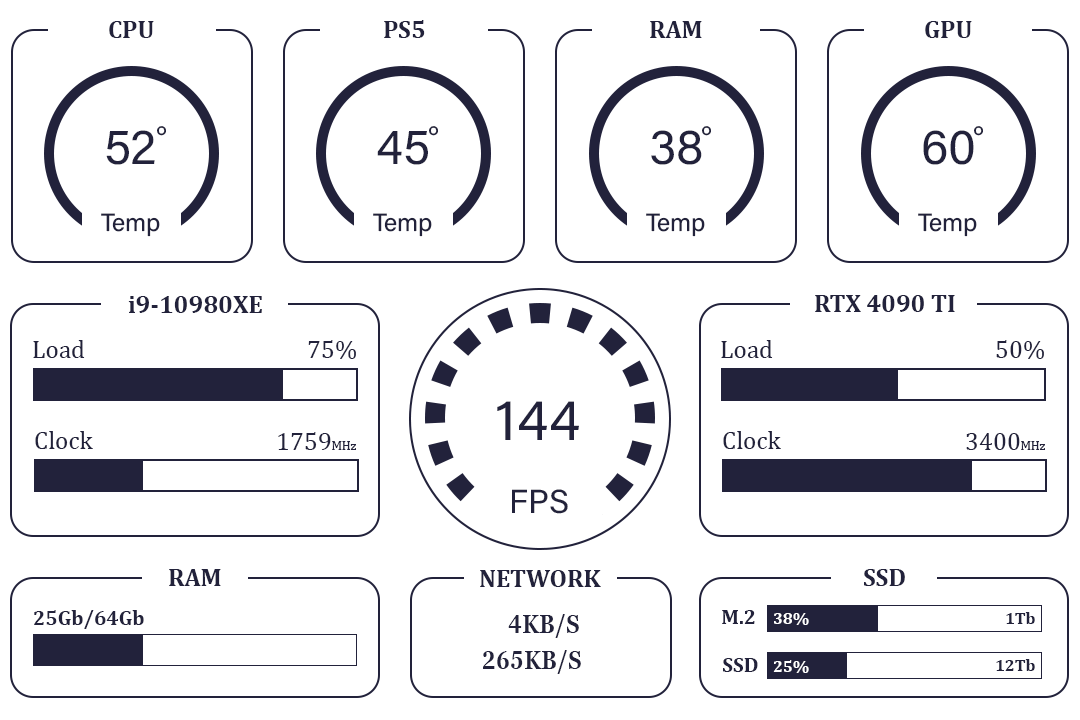 CPU
52°
Temp
PS5
45°
Temp
RAM
38°
Temp
GPU
60°
Temp
i9-10980XE
Load 75%
Clock 1759MHz
144
FPS
RTX 4090 TI
Load 50%
Clock 3400MHz
RAM
25Gb/64Gb
NETWORK
4KB/S
265KB/S
SSD
M.2 38% 1Tb
SSD 25% 12Tb